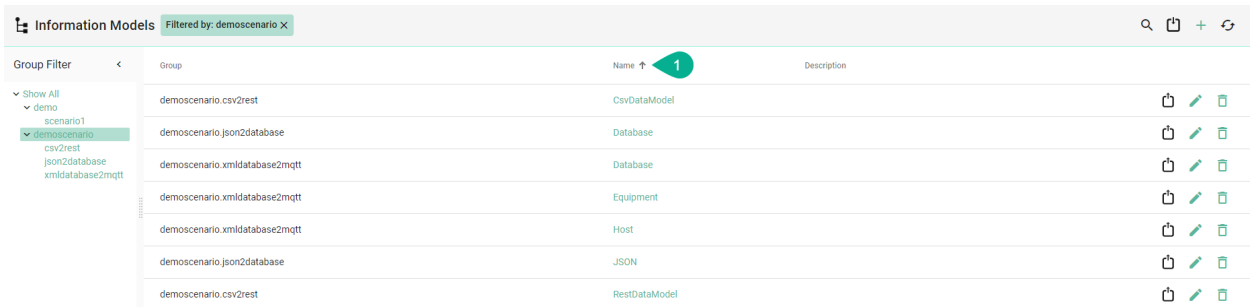 Information Models Filtered by: demoscenario
Group Filter
Show All
demo
scenario1
demoscenario
csv2rest
json2database
xmldatabase2mqtt
Group Name 1 Description
demoscenario.csv2rest CsvDataModel
demoscenario.json2database Database
demoscenario.xmldatabase2mqtt Database
demoscenario.xmldatabase2mqtt Equipment
demoscenario.xmldatabase2mqtt Host
demoscenario.json2database JSON
demoscenario.csv2rest RestDataModel